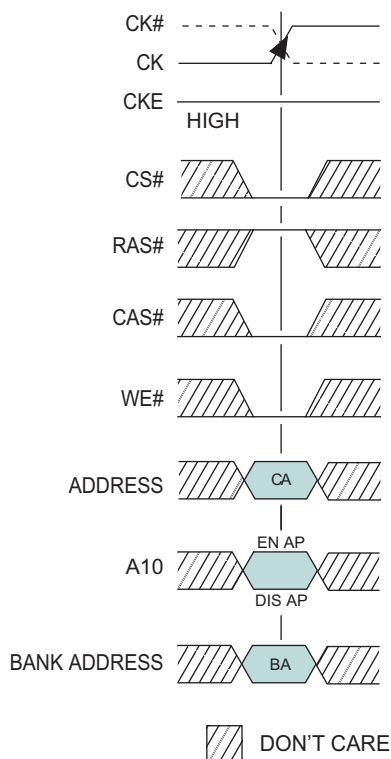 CK#
CK
CKE
HIGH
CS#
RAS#
CAS#
WE#
ADDRESS
CA
EN AP
A10
DIS AP
BANK ADDRESS
BA
DON'T CARE